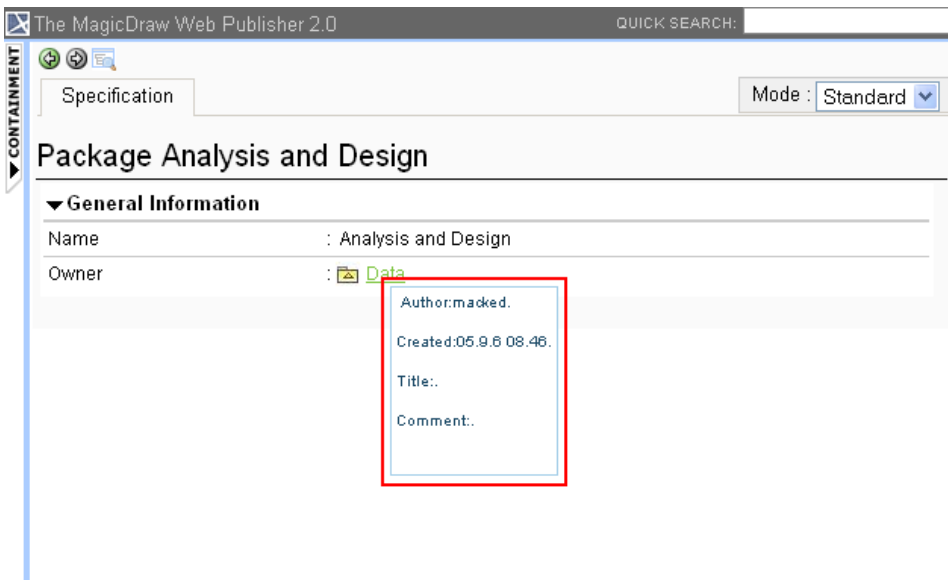 The MagicDraw Web Publisher 2.0 QUICK SEARCH:
CONTAINMENT
Specification
Mode : Standard
Package Analysis and Design
General Information
Name : Analysis and Design
Owner : Data
Author:macked.
Created:05.9.6 08.46.
Title:.
Comment:.